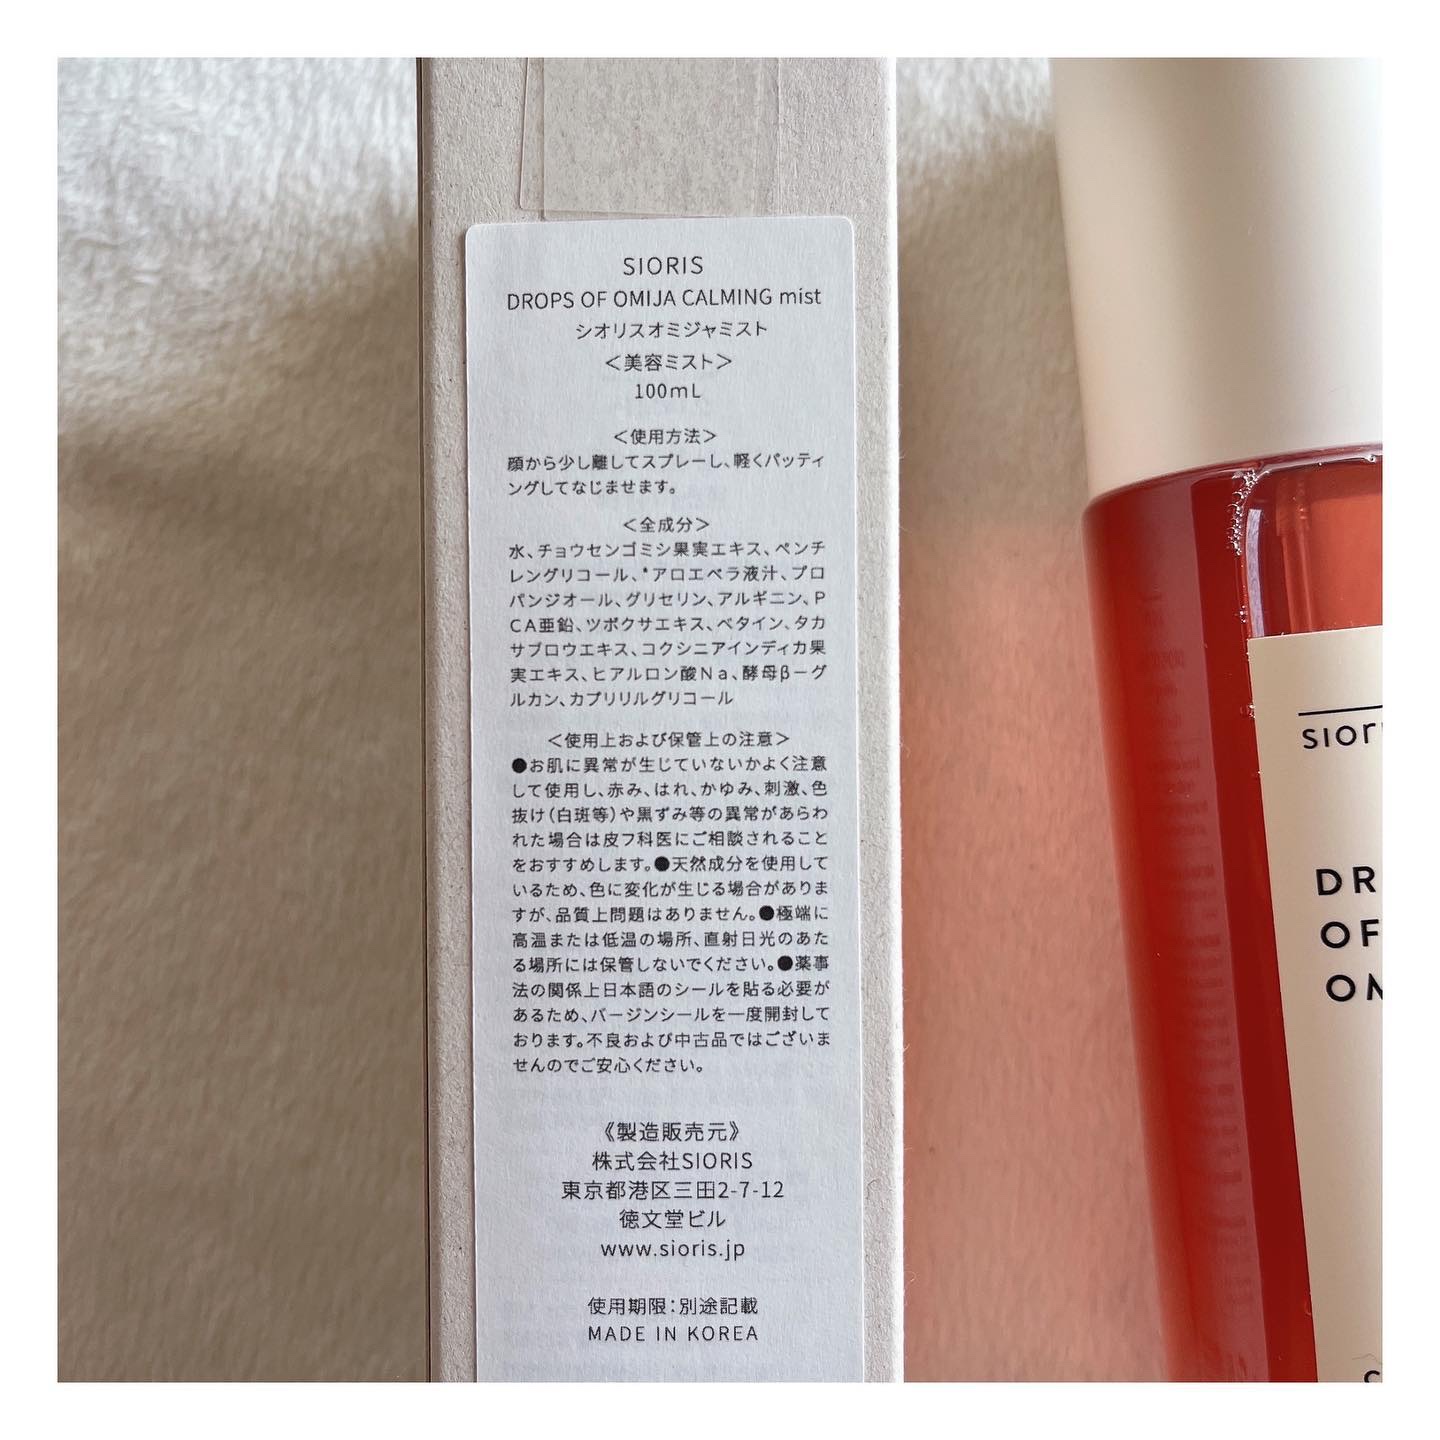 SIORIS
DROPS OF OMIJA CALMING mist
シオリスオミジャミスト
＜美容ミスト＞
100mL
＜使用方法＞
顔から少し離してスプレーし、軽くパッティ
ングしてなじませます。
＜全成分＞
水、チョウセンゴミシ果実エキス、ペンチ
レングリコール、*アロエベラ液汁、プロ
パンジオール、グリセリン、アルギニン、P
CA亜鉛、ツボクサエキス、ベタイン、タカ
サブロウエキス、コクシニアインディカ果
実エキス、ヒアルロン酸Na、酵母β－グ
ルカン、カプリリルグリコール
＜使用上および保管上の注意＞
●お肌に異常が生じていないかよく注意
して使用し、赤み、はれ、かゆみ、刺激、色
抜け（白斑等）や黒ずみ等の異常があらわ
れた場合は皮フ科医にご相談されること
をおすすめします。●天然成分を使用して
いるため、色に変化が生じる場合がありま
すが、品質上問題はありません。●極端に
高温または低温の場所、直射日光のあた
る場所には保管しないでください。●薬事
法の関係上日本語のシールを貼る必要が
あるため、バージンシールを一度開封して
おります。不良および中古品ではございま
せんのでご安心ください。
《製造販売元》
株式会社SIORIS
東京都港区三田2-7-12
徳文堂ビル
www.sioris.jp
使用期限：別途記載
MADE IN KOREA
sior
DR
OF
OM